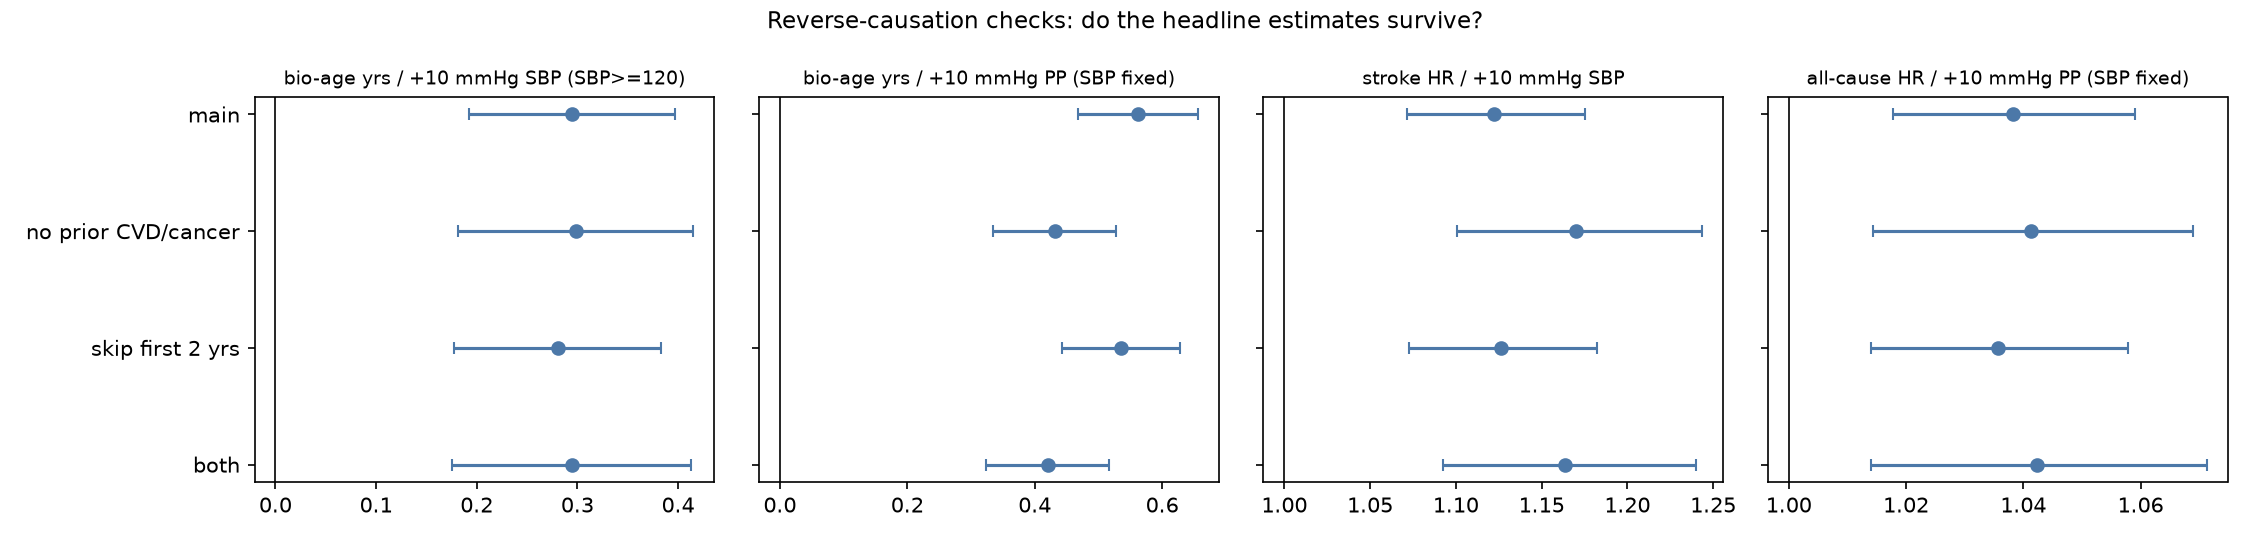 Reverse-causation checks: do the headline estimates survive?
bio-age yrs / +10 mmHg SBP (SBP>=120)
bio-age yrs / +10 mmHg PP (SBP fixed)
stroke HR / +10 mmHg SBP
all-cause HR / +10 mmHg PP (SBP fixed)
main
no prior CVD/cancer
skip first 2 yrs
both
0.0 0.1 0.2 0.3 0.4
0.0 0.2 0.4 0.6
1.00 1.05 1.10 1.15 1.20 1.25
1.00 1.02 1.04 1.06